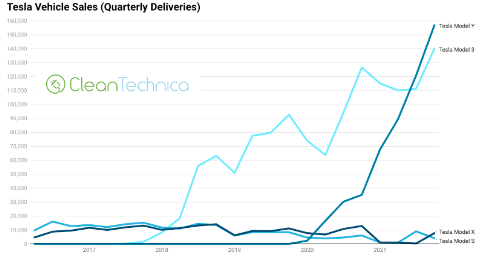 Tesla Vehicle Sales (Quarterly Deliveries)
160,000
Tesla Model Y
150,000
140,000
Tesla Model 3
130,000
120,000
CleanTechnica
110,000
100,000
90,000
80,000
70,000
60,000
50,000
40,000
30,000
20,000
10,000
Tesla Model X
0
Tesla Model S
2017 2018 2019 2020 2021